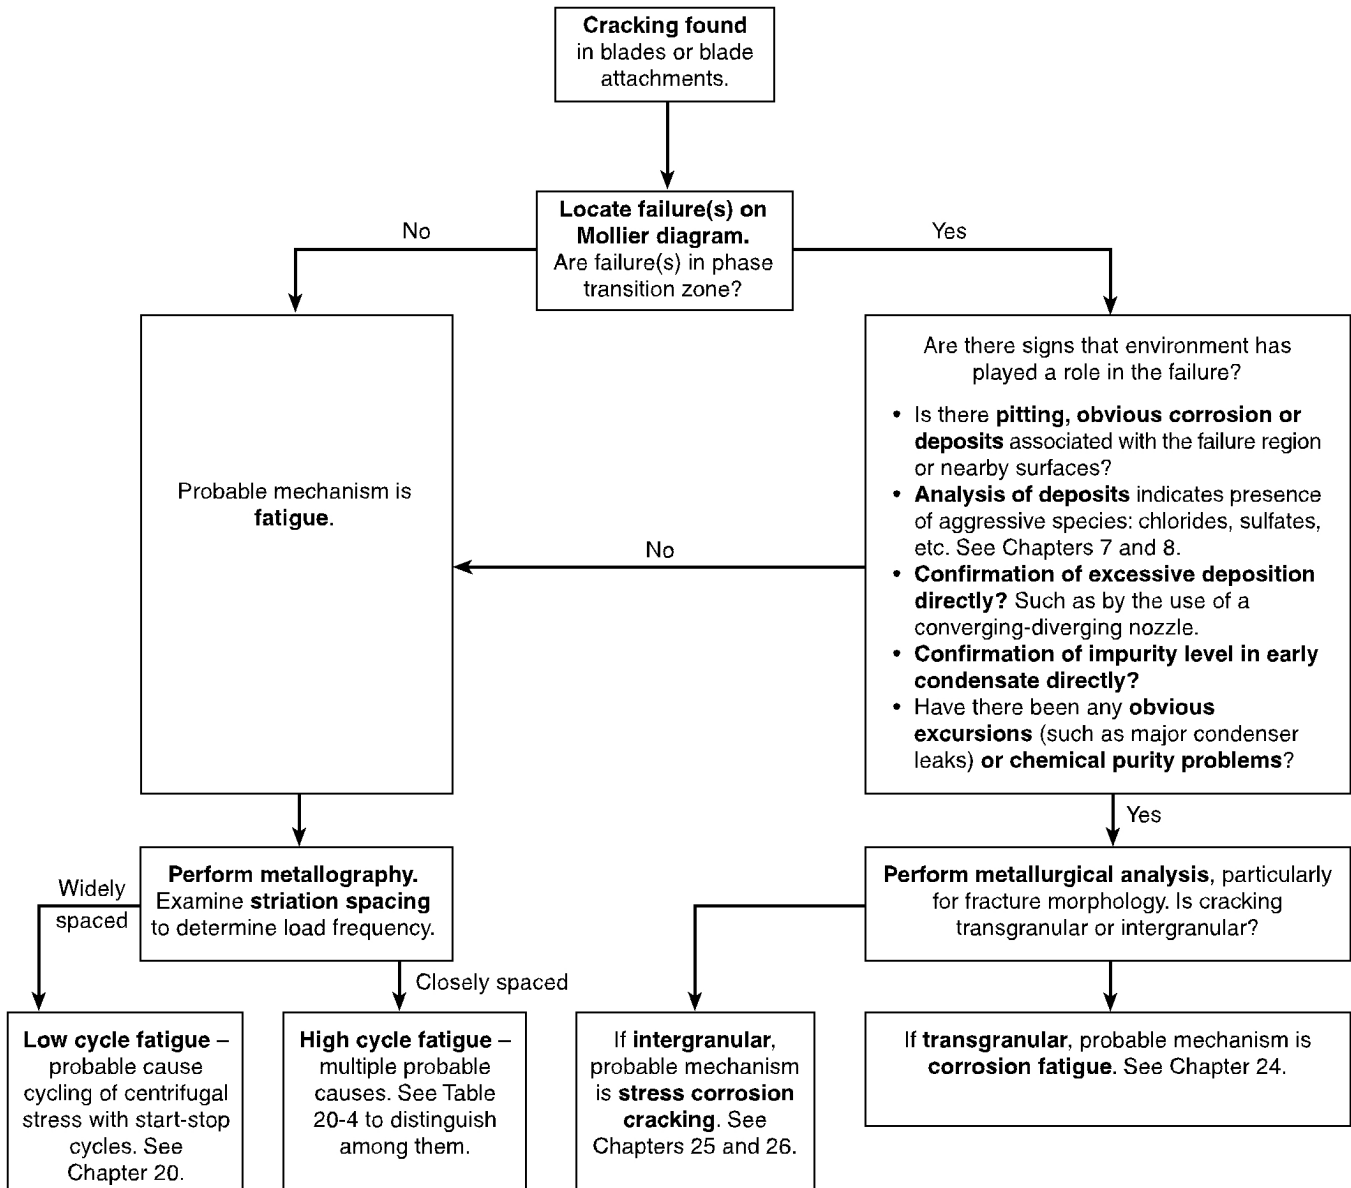 Cracking found
in blades or blade
attachments.
Locate failure(s) on
Mollier diagram.
Are failure(s) in phase
transition zone?
No
Yes
Probable mechanism is
fatigue.
Are there signs that environment has
played a role in the failure?
• Is there pitting, obvious corrosion or
deposits associated with the failure region
or nearby surfaces?
• Analysis of deposits indicates presence
of aggressive species: chlorides, sulfates,
etc. See Chapters 7 and 8.
• Confirmation of excessive deposition
directly? Such as by the use of a
converging-diverging nozzle.
• Confirmation of impurity level in early
condensate directly?
• Have there been any obvious
excursions (such as major condenser
leaks) or chemical purity problems?
No
Yes
Perform metallography.
Examine striation spacing
to determine load frequency.
Widely
spaced
Closely spaced
Perform metallurgical analysis, particularly
for fracture morphology. Is cracking
transgranular or intergranular?
Low cycle fatigue –
probable cause
cycling of centrifugal
stress with start-stop
cycles. See
Chapter 20.
High cycle fatigue –
multiple probable
causes. See Table
20-4 to distinguish
among them.
If intergranular,
probable mechanism
is stress corrosion
cracking. See
Chapters 25 and 26.
If transgranular, probable mechanism is
corrosion fatigue. See Chapter 24.